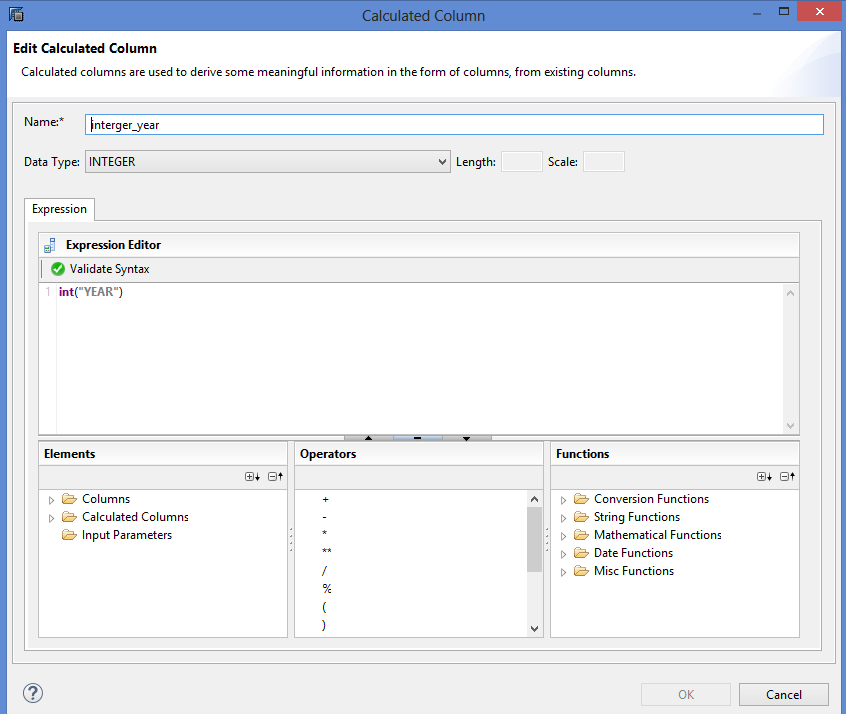 Calculated Column
Edit Calculated Column
Calculated columns are used to derive some meaningful information in the form of columns, from existing columns.
Name:* interger_year
Data Type: INTEGER Length: Scale:
Expression
Expression Editor
Validate Syntax
1 int("YEAR")
Elements
Columns
Calculated Columns
Input Parameters
Operators
+
-
*
**
/
%
(
)
Functions
Conversion Functions
String Functions
Mathematical Functions
Date Functions
Misc Functions
?
OK Cancel